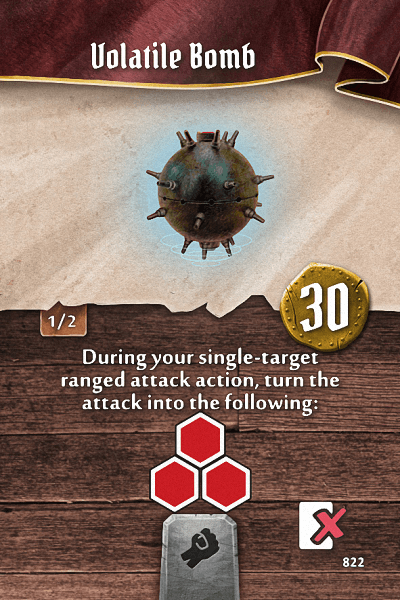 Volatile Bomb
1/2
30
During your single-target
ranged attack action, turn the
attack into the following:
822